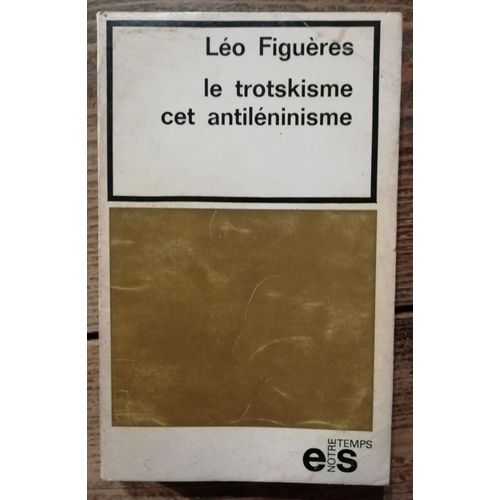 Léo Figuères
le trotskisme
cet antiléninisme
es
NOTRE
TEMPS